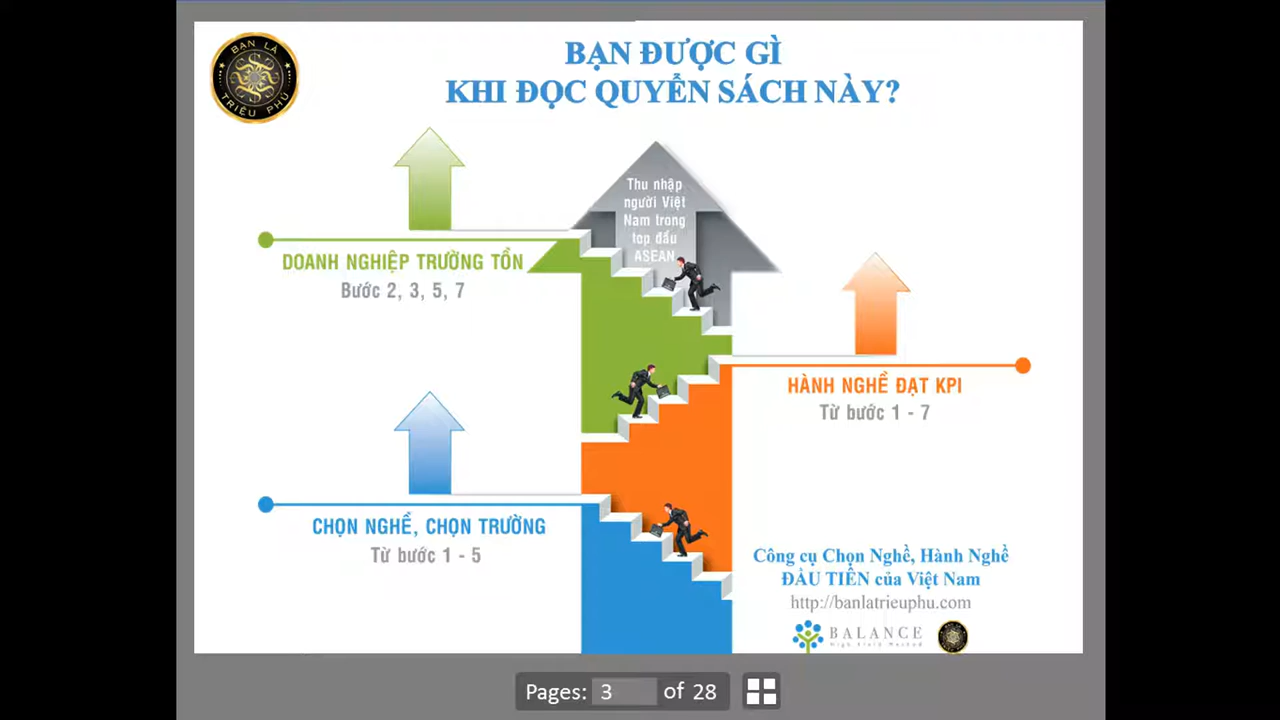 BẠN LÀ
TRIỆU PHÚ
BẠN ĐƯỢC GÌ
KHI ĐỌC QUYỂN SÁCH NÀY?
Thu nhập
người Việt
Nam trong
top đầu
ASEAN
DOANH NGHIỆP TRƯỜNG TỒN
Bước 2, 3, 5, 7
HÀNH NGHỀ ĐẠT KPI
Từ bước 1 - 7
CHỌN NGHỀ, CHỌN TRƯỜNG
Từ bước 1 - 5
Công cụ Chọn Nghề, Hành Nghề
ĐẦU TIÊN của Việt Nam
http://banlatrieuphu.com
BALANCE
Pages: 3 of 28